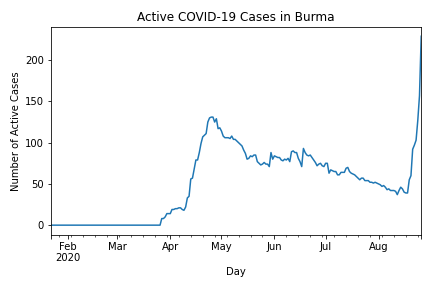 Active COVID-19 Cases in Burma
Number of Active Cases
200
150
100
50
0
Feb Mar Apr May Jun Jul Aug
2020
Day